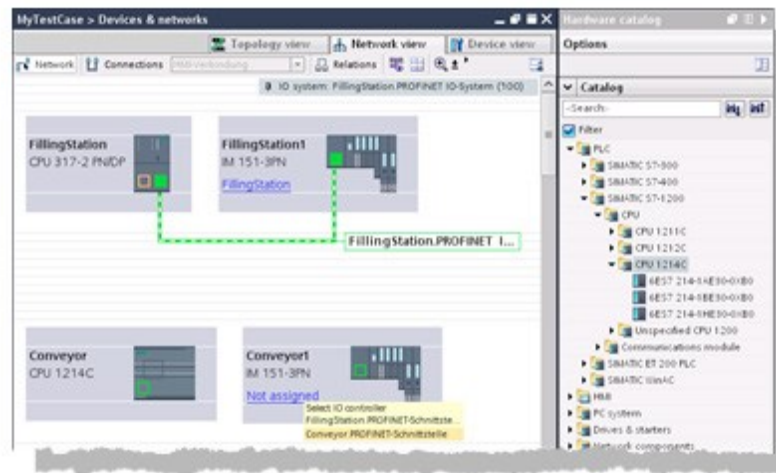 MyTestCase > Devices & networks
Topology view
Network view
Device view
Network
Connections
Relations
IO system: FillingStation.PROFINET IO-System (100)
FillingStation
CPU 317-2 PN/DP
FillingStation1
IM 151-3PN
FillingStation
FillingStation.PROFINET I...
Conveyor
CPU 1214C
Conveyor1
IM 151-3PN
Not assigned
Select IO controller
FillingStation.PROFINET-Schnittste...
Conveyor.PROFINET-Schnittstelle
Hardware catalog
Options
Catalog
<Search>
Filter
PLC
SIMATIC S7-300
SIMATIC S7-400
SIMATIC S7-1200
CPU
CPU 1211C
CPU 1212C
CPU 1214C
6ES7 214-1AE30-0XB0
6ES7 214-1BE30-0XB0
6ES7 214-1HE30-0XB0
Unspecified CPU 1200
Communications module
SIMATIC ET 200 PLC
SIMATIC WinAC
HMI
PC system
Drives & starters
Network components